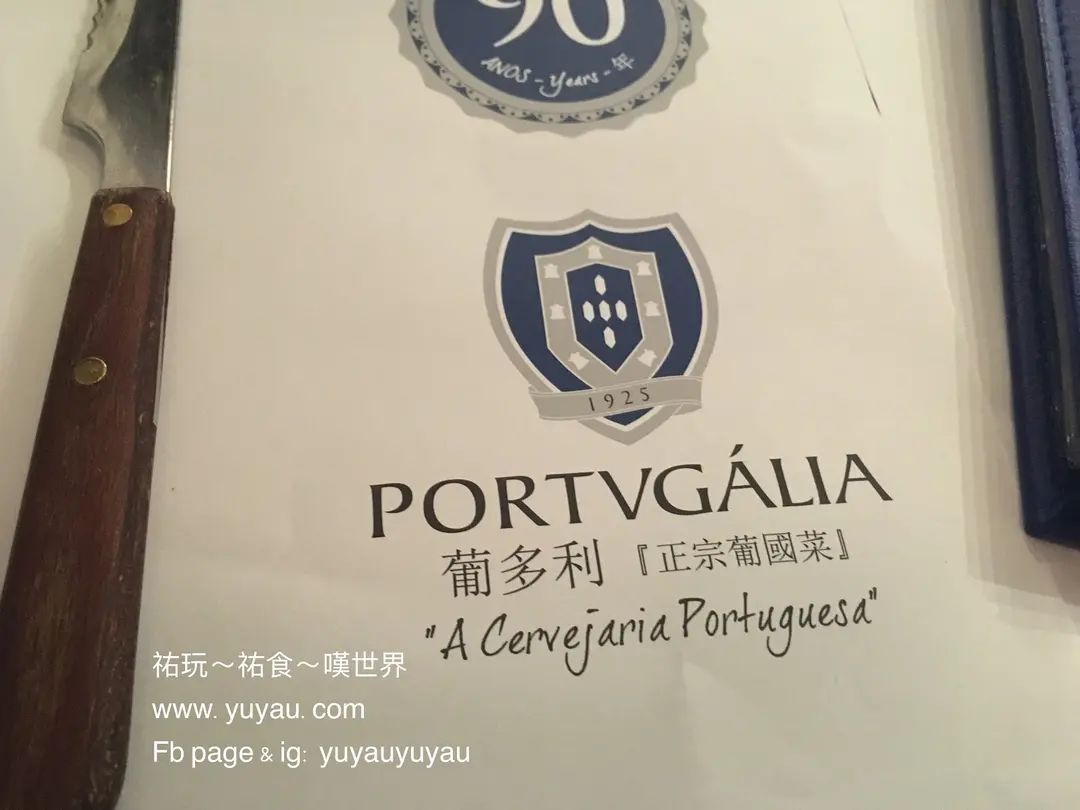 90
ANOS - Years - 年
1925
PORTVGÁLIA
葡多利『正宗葡國菜』
"A Cervejaria Portuguesa"
祐玩～祐食～嘆世界
www.yuyau.com
Fb page & ig: yuyauyuyau